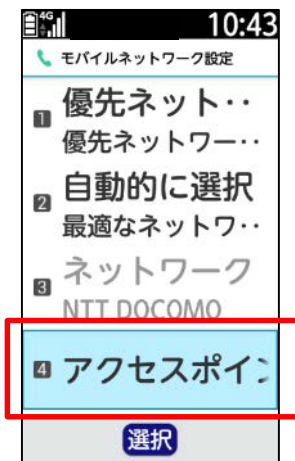 4G 10:43
モバイルネットワーク設定
1 優先ネット‥
優先ネットワー‥
2 自動的に選択
最適なネットワ‥
3 ネットワーク
NTT DOCOMO
4 アクセスポイン
選択